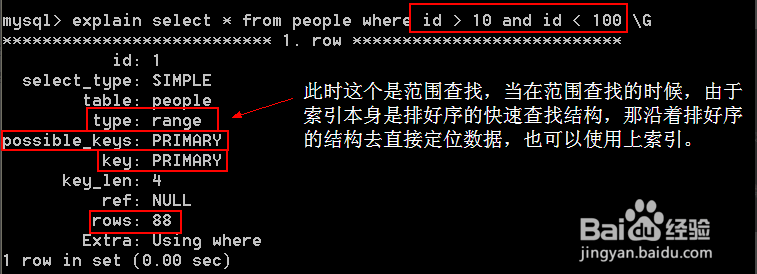 mysql> explain select * from people where id > 10 and id < 100 \G
*************************** 1. row ***************************
id: 1
select_type: SIMPLE
table: people
type: range
possible_keys: PRIMARY
key: PRIMARY
key_len: 4
ref: NULL
rows: 88
Extra: Using where
1 row in set (0.00 sec)
此时这个是范围查找，当在范围查找的时候，由于
索引本身是排好序的快速查找结构，那沿着排好序
的结构去直接定位数据，也可以使用上索引。
Bai du 经验
jingyan.baidu.com